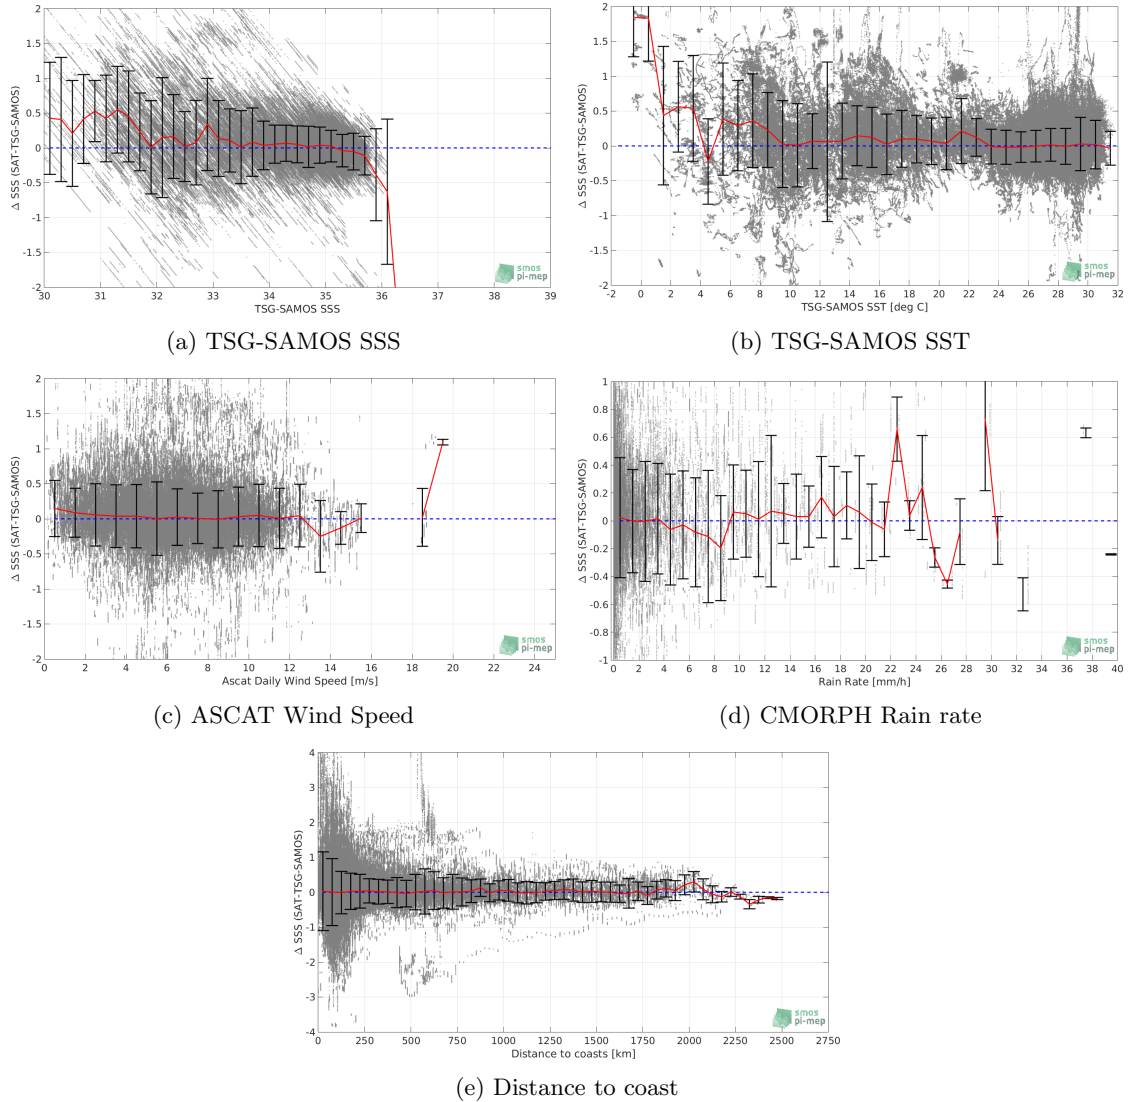 2
1.5
1
0.5
0
-0.5
-1
-1.5
-2
Δ SSS (SAT-TSG-SAMOS)
30 31 32 33 34 35 36 37 38 39
TSG-SAMOS SSS
smos
pi-mep
(a) TSG-SAMOS SSS
2
1.5
1
0.5
0
-0.5
-1
-1.5
-2
Δ SSS (SAT-TSG-SAMOS)
-2 0 2 4 6 8 10 12 14 16 18 20 22 24 26 28 30 32
TSG-SAMOS SST [deg C]
smos
pi-mep
(b) TSG-SAMOS SST
2
1.5
1
0.5
0
-0.5
-1
-1.5
-2
Δ SSS (SAT-TSG-SAMOS)
0 2 4 6 8 10 12 14 16 18 20 22 24
Ascat Daily Wind Speed [m/s]
smos
pi-mep
(c) ASCAT Wind Speed
1
0.8
0.6
0.4
0.2
0
-0.2
-0.4
-0.6
-0.8
-1
Δ SSS (SAT-TSG-SAMOS)
0 2 4 6 8 10 12 14 16 18 20 22 24 26 28 30 32 34 36 38 40
Rain Rate [mm/h]
smos
pi-mep
(d) CMORPH Rain rate
4
3
2
1
0
-1
-2
-3
-4
Δ SSS (SAT-TSG-SAMOS)
0 250 500 750 1000 1250 1500 1750 2000 2250 2500 2750
Distance to coasts [km]
smos
pi-mep
(e) Distance to coast